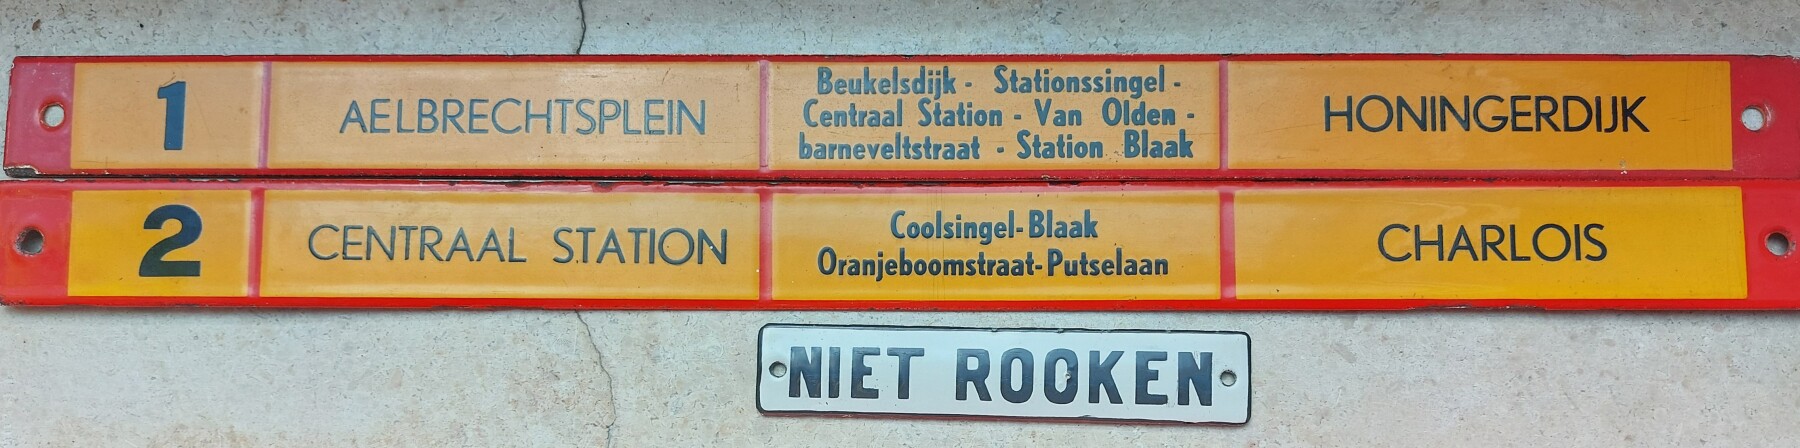 1
AELBRECHTSPLEIN
Beukelsdijk - Stationssingel -
Centraal Station - Van Olden -
barneveltstraat - Station Blaak
HONINGERDIJK
2
CENTRAAL STATION
Coolsingel-Blaak
Oranjeboomstraat-Putselaan
CHARLOIS
NIET ROOKEN